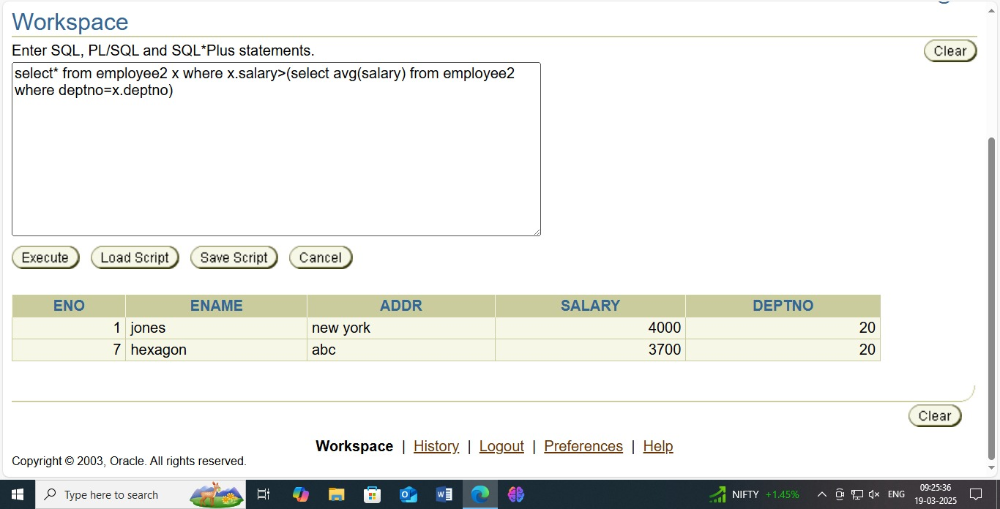 Workspace
Enter SQL, PL/SQL and SQL*Plus statements.
Clear
select* from employee2 x where x.salary>(select avg(salary) from employee2
where deptno=x.deptno)
Execute Load Script Save Script Cancel
ENO ENAME ADDR SALARY DEPTNO
1 jones new york 4000 20
7 hexagon abc 3700 20
Clear
Workspace | History | Logout | Preferences | Help
Copyright © 2003, Oracle. All rights reserved.
Type here to search
NIFTY +1.45%
ENG
09:25:36
19-03-2025